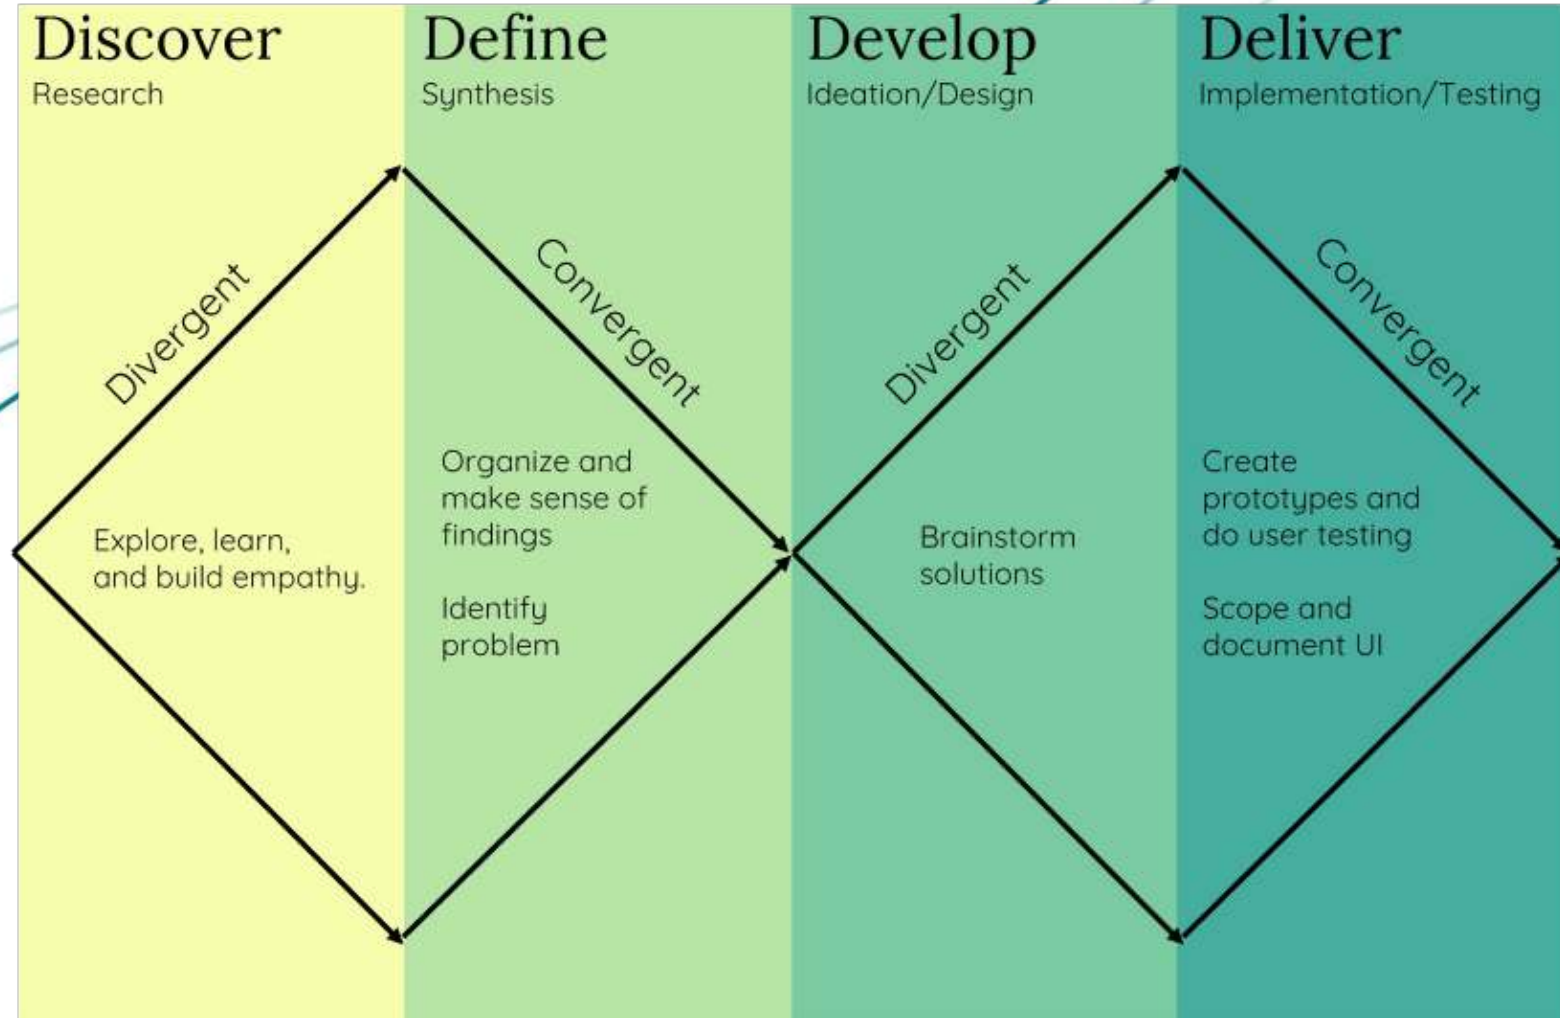 Discover
Research
Define
Synthesis
Develop
Ideation/Design
Deliver
Implementation/Testing
Divergent
Explore, learn,
and build empathy.
Convergent
Organize and
make sense of
findings
Identify
problem
Divergent
Brainstorm
solutions
Convergent
Create
prototypes and
do user testing
Scope and
document UI